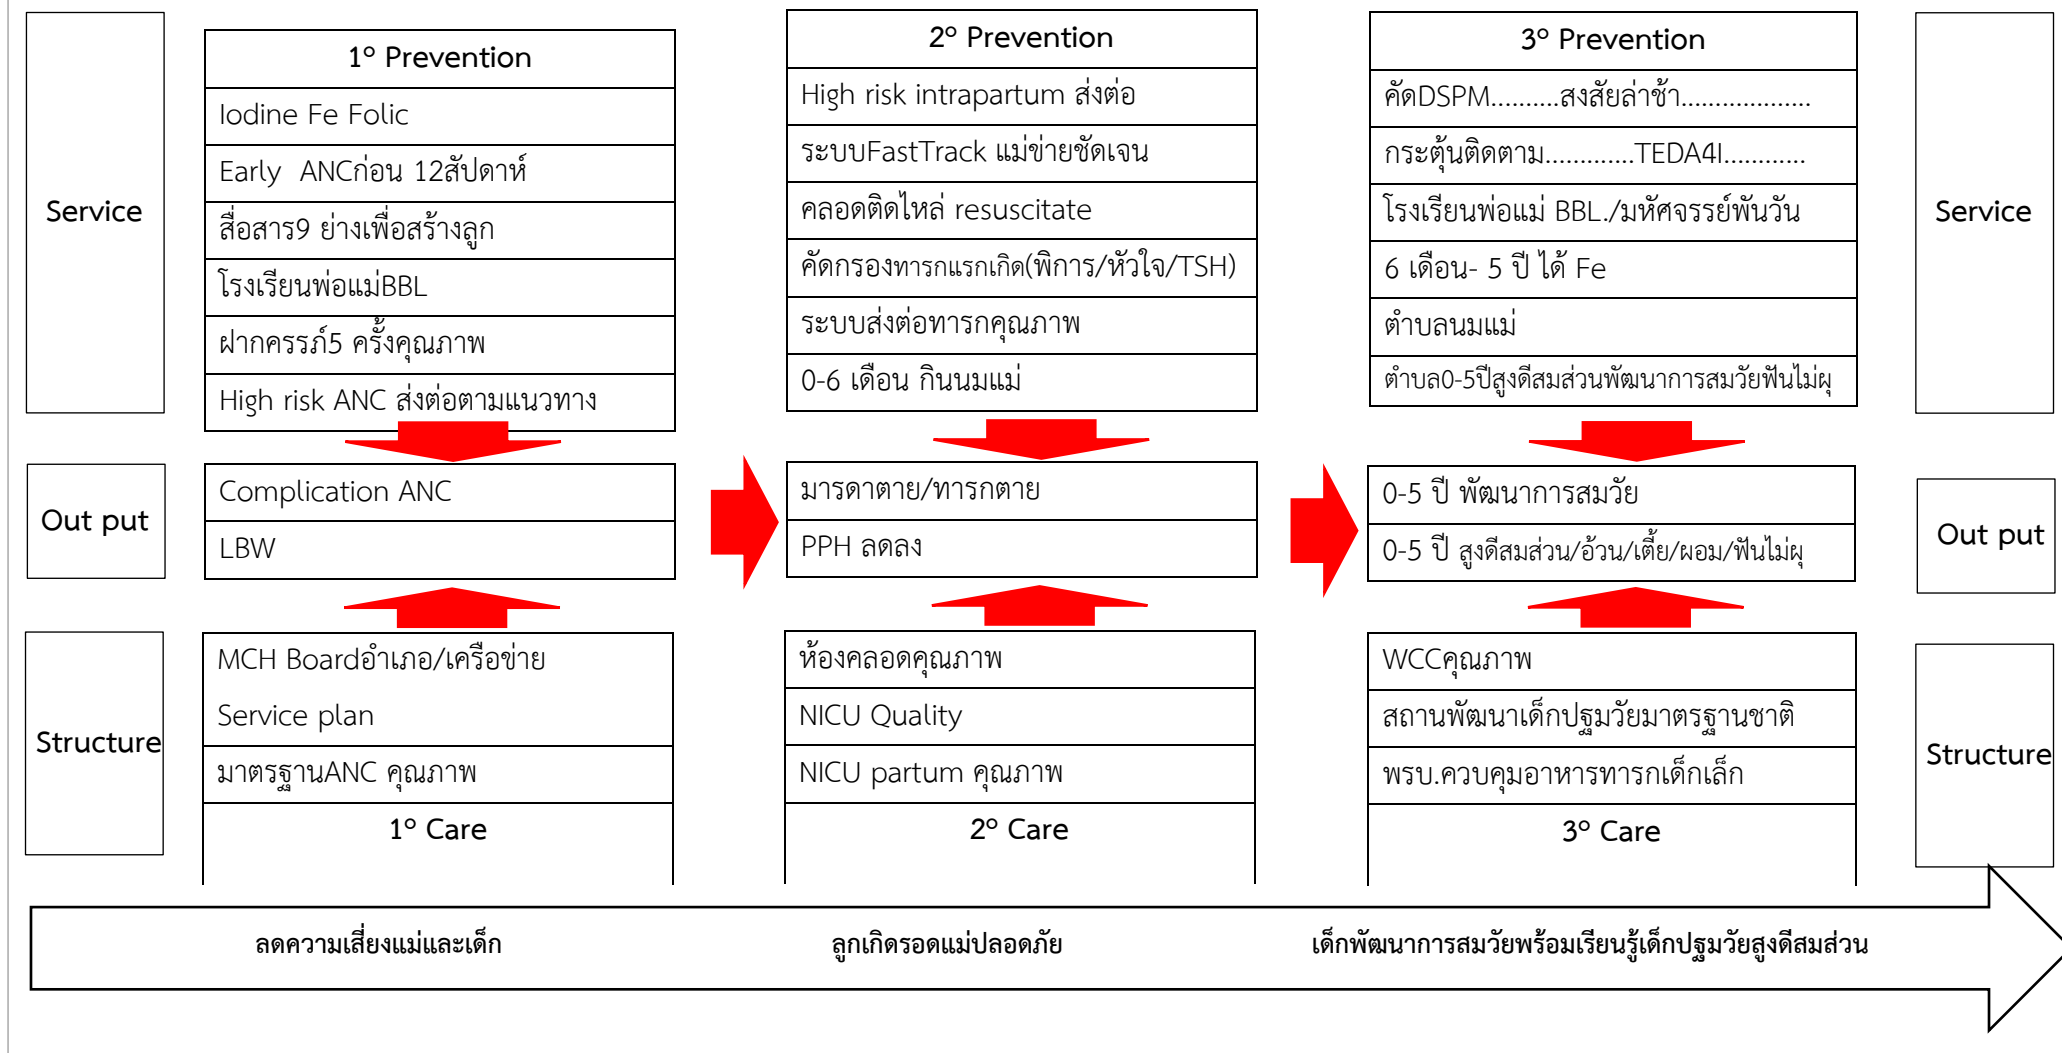 Service
1° Prevention
Iodine Fe Folic
Early ANCก่อน 12สัปดาห์
สื่อสาร9 ย่างเพื่อสร้างลูก
โรงเรียนพ่อแม่BBL
ฝากครรภ์5 ครั้งคุณภาพ
High risk ANC ส่งต่อตามแนวทาง
2° Prevention
High risk intrapartum ส่งต่อ
ระบบFastTrack แม่ข่ายชัดเจน
คลอดติดไหล่ resuscitate
คัดกรองทารกแรกเกิด(พิการ/หัวใจ/TSH)
ระบบส่งต่อทารกคุณภาพ
0-6 เดือน กินนมแม่
3° Prevention
คัดDSPM..........สงสัยล่าช้า...................
กระตุ้นติดตาม.............TEDA4I............
โรงเรียนพ่อแม่ BBL./มหัศจรรย์พันวัน
6 เดือน- 5 ปี ได้ Fe
ตำบลนมแม่
ตำบล0-5ปีสูงดีสมส่วนพัฒนาการสมวัยฟันไม่ผุ
Service
Out put
Complication ANC
LBW
มารดาตาย/ทารกตาย
PPH ลดลง
0-5 ปี พัฒนาการสมวัย
0-5 ปี สูงดีสมส่วน/อ้วน/เตี้ย/ผอม/ฟันไม่ผุ
Out put
Structure
MCH Boardอำเภอ/เครือข่าย
Service plan
มาตรฐานANC คุณภาพ
1° Care
ห้องคลอดคุณภาพ
NICU Quality
NICU partum คุณภาพ
2° Care
WCCคุณภาพ
สถานพัฒนาเด็กปฐมวัยมาตรฐานชาติ
พรบ.ควบคุมอาหารทารกเด็กเล็ก
3° Care
Structure
ลดความเสี่ยงแม่และเด็ก
ลูกเกิดรอดแม่ปลอดภัย
เด็กพัฒนาการสมวัยพร้อมเรียนรู้เด็กปฐมวัยสูงดีสมส่วน